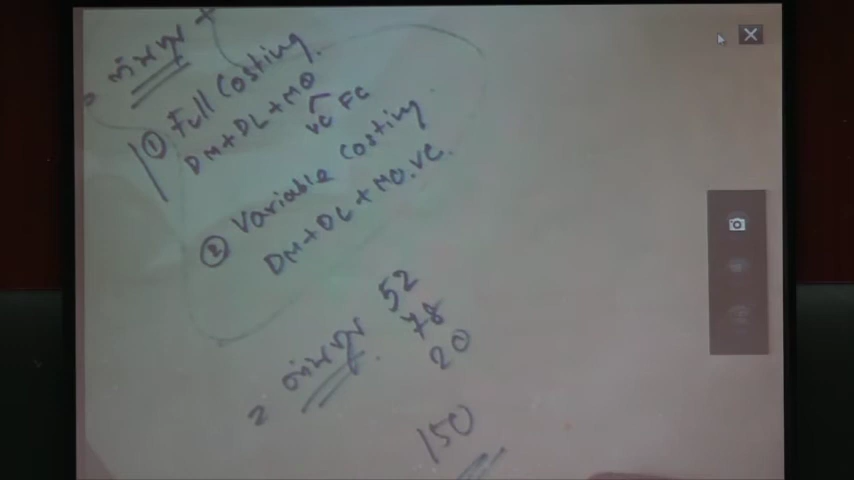 ① Full Costing.
DM+DL+MO
VC FC
② Variable Costing.
DM+DL+MO.VC.
52
78
20
150